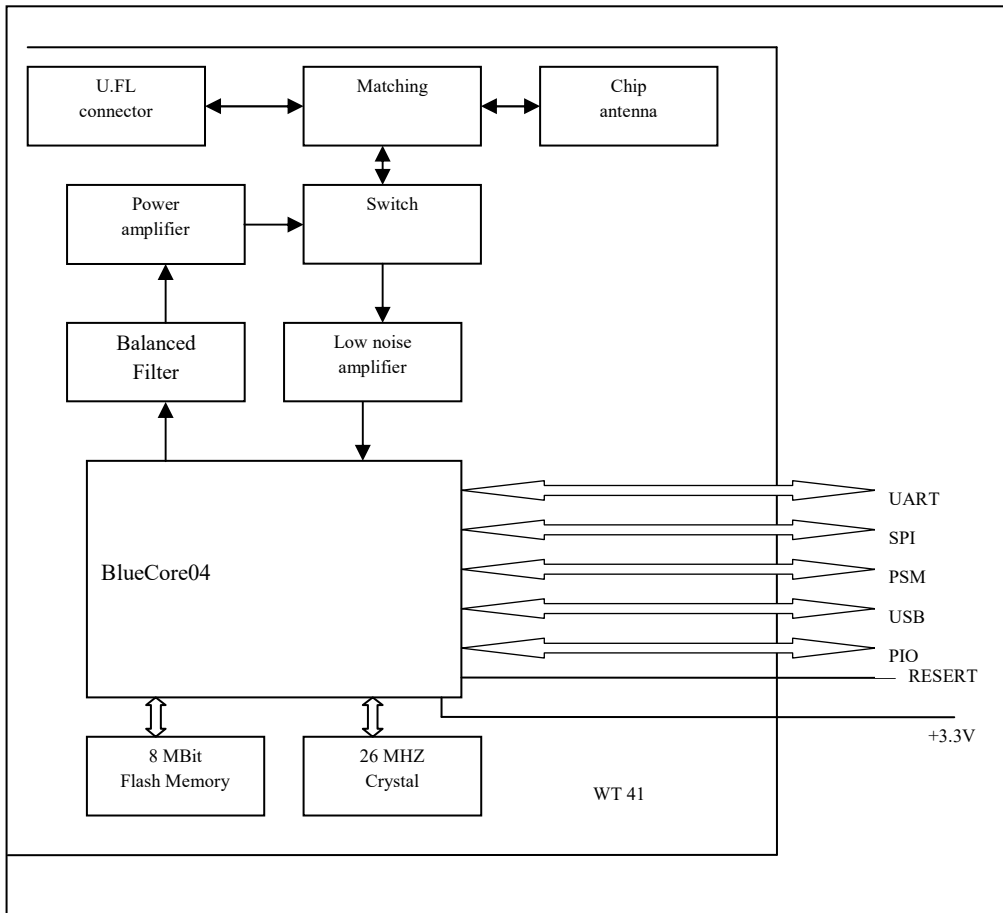 U.FL
connector
Matching
Chip
antenna
Power
amplifier
Switch
Balanced
Filter
Low noise
amplifier
BlueCore04
UART
SPI
PSM
USB
PIO
RESERT
+3.3V
8 MBit
Flash Memory
26 MHZ
Crystal
WT 41